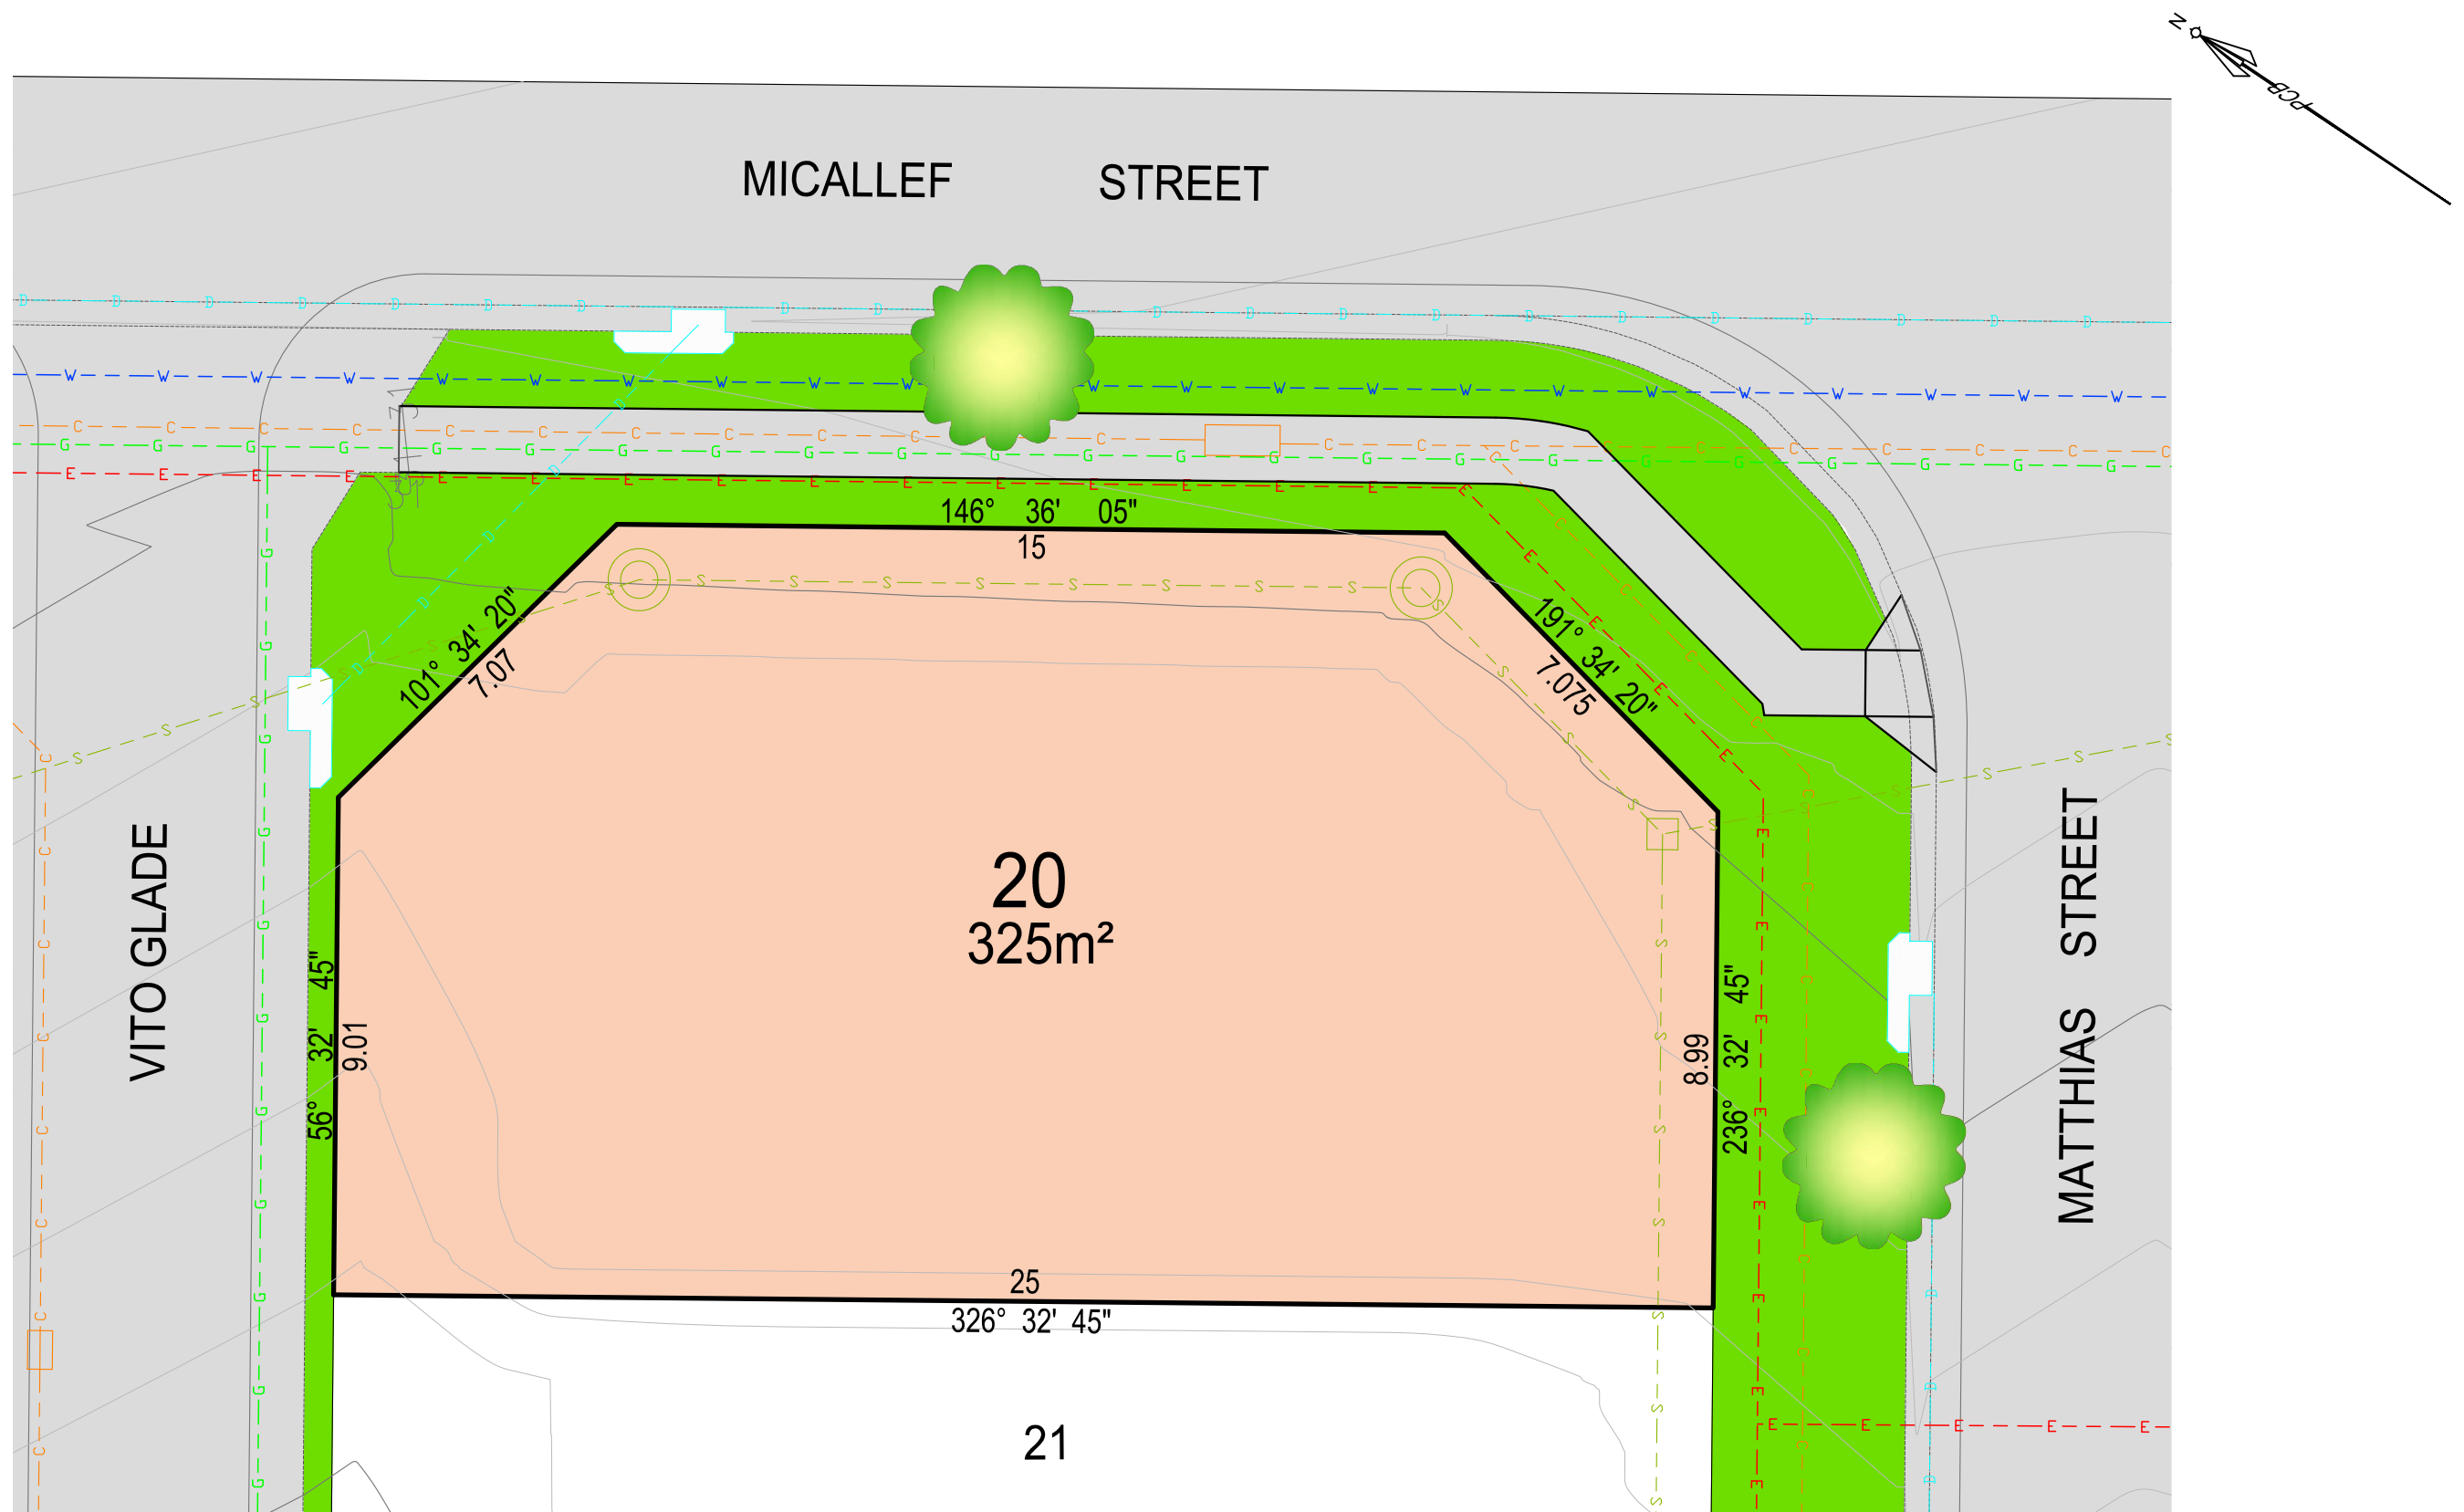 N
PCB
MICALLEF STREET
146° 36' 05"
15
101° 34' 20"
7.07
191° 34' 20"
7.075
20
325m²
VITO GLADE
56° 32' 45"
9.01
8.99
236° 32' 45"
MATTHIAS STREET
25
326° 32' 45"
21